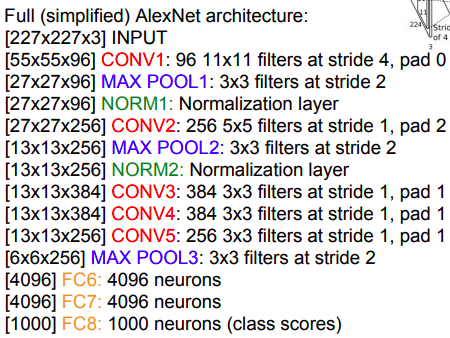 Full (simplified) AlexNet architecture:
[227x227x3] INPUT
[55x55x96] CONV1: 96 11x11 filters at stride 4, pad 0
[27x27x96] MAX POOL1: 3x3 filters at stride 2
[27x27x96] NORM1: Normalization layer
[27x27x256] CONV2: 256 5x5 filters at stride 1, pad 2
[13x13x256] MAX POOL2: 3x3 filters at stride 2
[13x13x256] NORM2: Normalization layer
[13x13x384] CONV3: 384 3x3 filters at stride 1, pad 1
[13x13x384] CONV4: 384 3x3 filters at stride 1, pad 1
[13x13x256] CONV5: 256 3x3 filters at stride 1, pad 1
[6x6x256] MAX POOL3: 3x3 filters at stride 2
[4096] FC6: 4096 neurons
[4096] FC7: 4096 neurons
[1000] FC8: 1000 neurons (class scores)
11
224
Strid
of 4
3